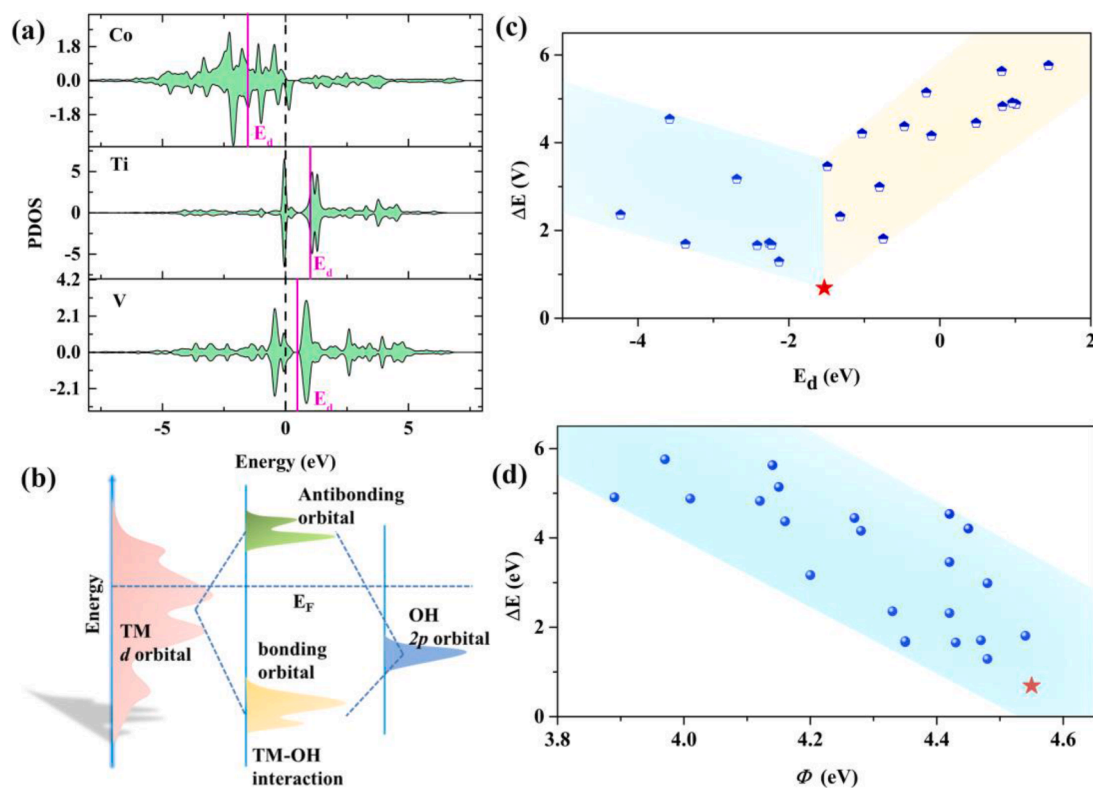 (a)
Co
1.8
0.0
-1.8
E_d
Ti
5
0
-5
E_d
4.2
V
2.1
0.0
-2.1
E_d
PDOS
-5
0
5
Energy (eV)
(b)
Antibonding
orbital
Energy
E_F
TM
d orbital
OH
2p orbital
bonding
orbital
TM-OH
interaction
(c)
6
4
2
0
ΔE (V)
-4
-2
0
2
E_d (eV)
(d)
6
4
2
0
ΔE (eV)
3.8
4.0
4.2
4.4
4.6
Φ (eV)